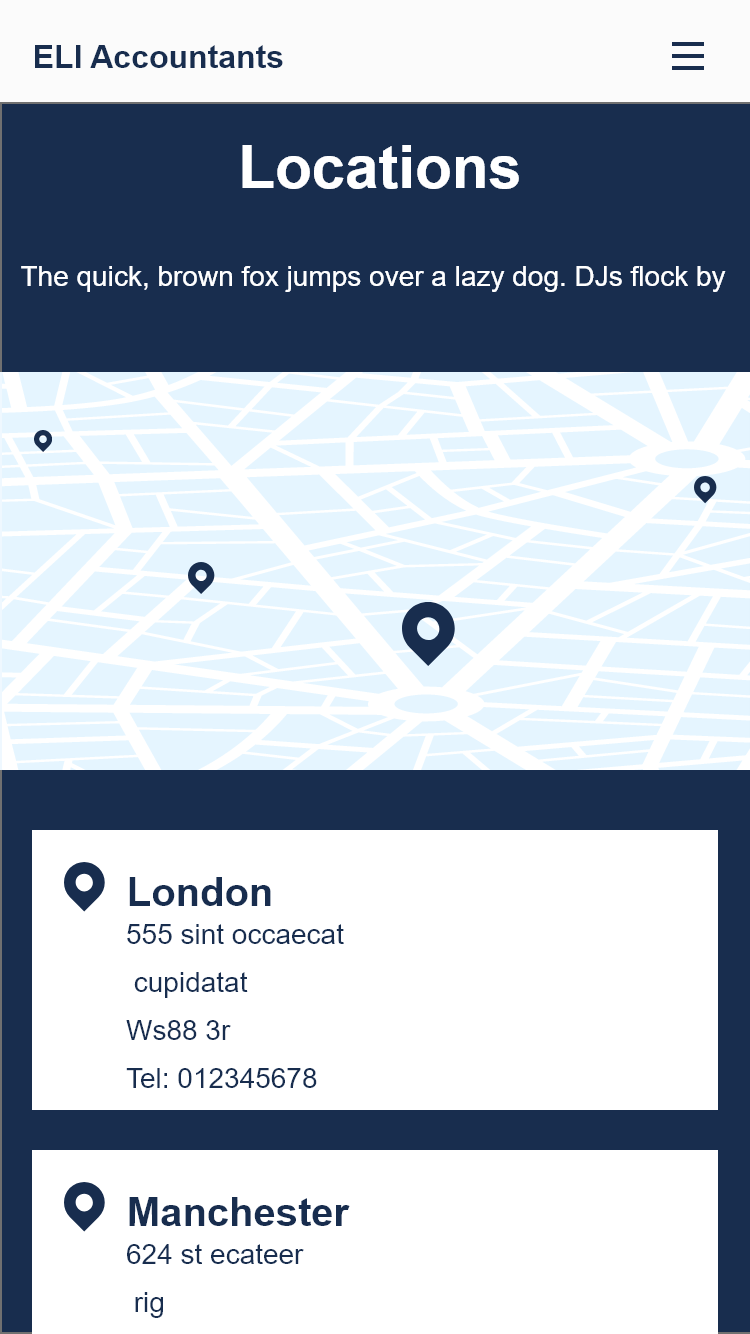 ELI Accountants
Locations
The quick, brown fox jumps over a lazy dog. DJs flock by
London
555 sint occaecat
cupidatat
Ws88 3r
Tel: 012345678
Manchester
624 st ecateer
rig